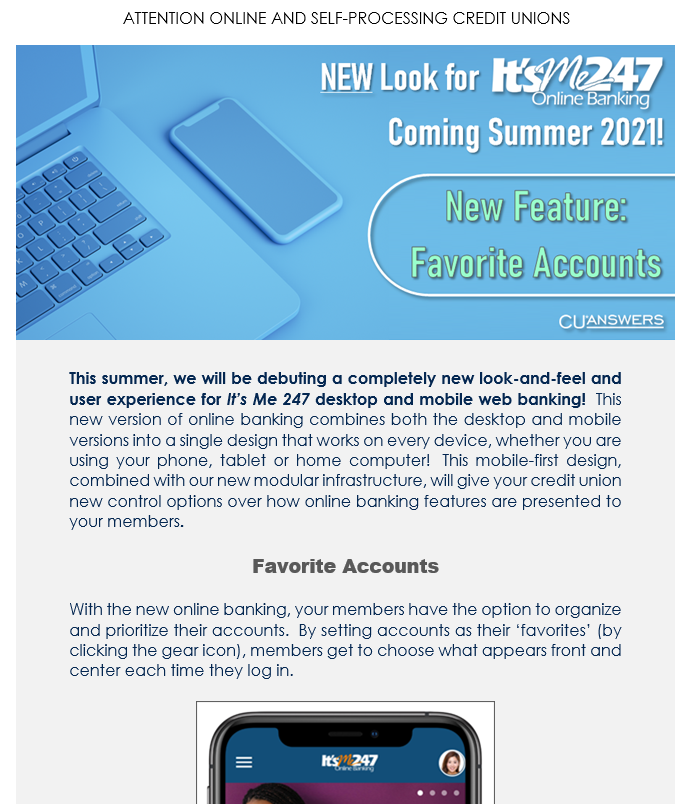 ATTENTION ONLINE AND SELF-PROCESSING CREDIT UNIONS
NEW Look for It'sMe247
Online Banking
Coming Summer 2021!
New Feature:
Favorite Accounts
CU*ANSWERS
This summer, we will be debuting a completely new look-and-feel and
user experience for It's Me 247 desktop and mobile web banking!  This
new version of online banking combines both the desktop and mobile
versions into a single design that works on every device, whether you are
using your phone, tablet or home computer!  This mobile-first design,
combined with our new modular infrastructure, will give your credit union
new control options over how online banking features are presented to
your members.
Favorite Accounts
With the new online banking, your members have the option to organize
and prioritize their accounts.  By setting accounts as their ‘favorites’ (by
clicking the gear icon), members get to choose what appears front and
center each time they log in.
It'sMe247
Online Banking